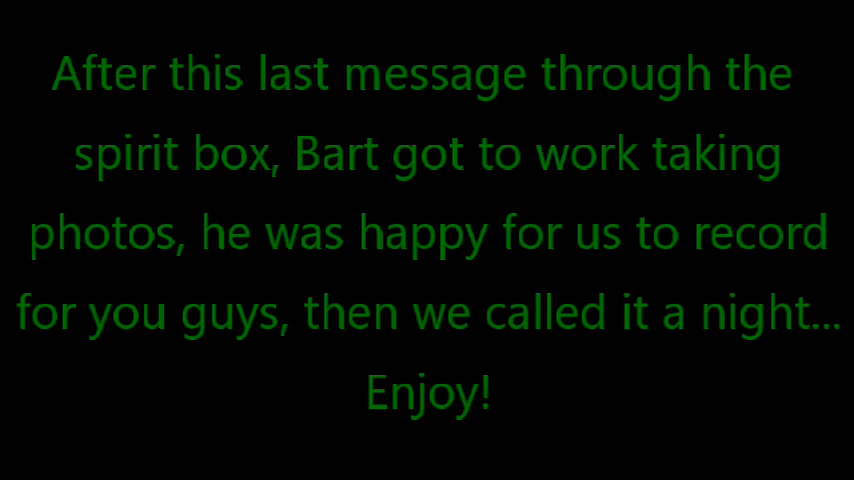 After this last message through the
spirit box, Bart got to work taking
photos, he was happy for us to record
for you guys, then we called it a night...
Enjoy!